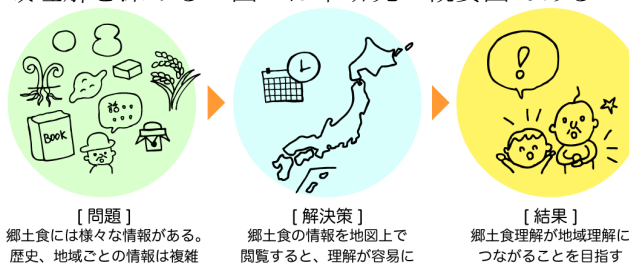 BOOK
話…
[問題]
郷土食には様々な情報がある。
歴史、地域ごとの情報は複雑
[解決策]
郷土食の情報を地図上で
閲覧すると、理解が容易に
[結果]
郷土食理解が地域理解に
つながることを目指す